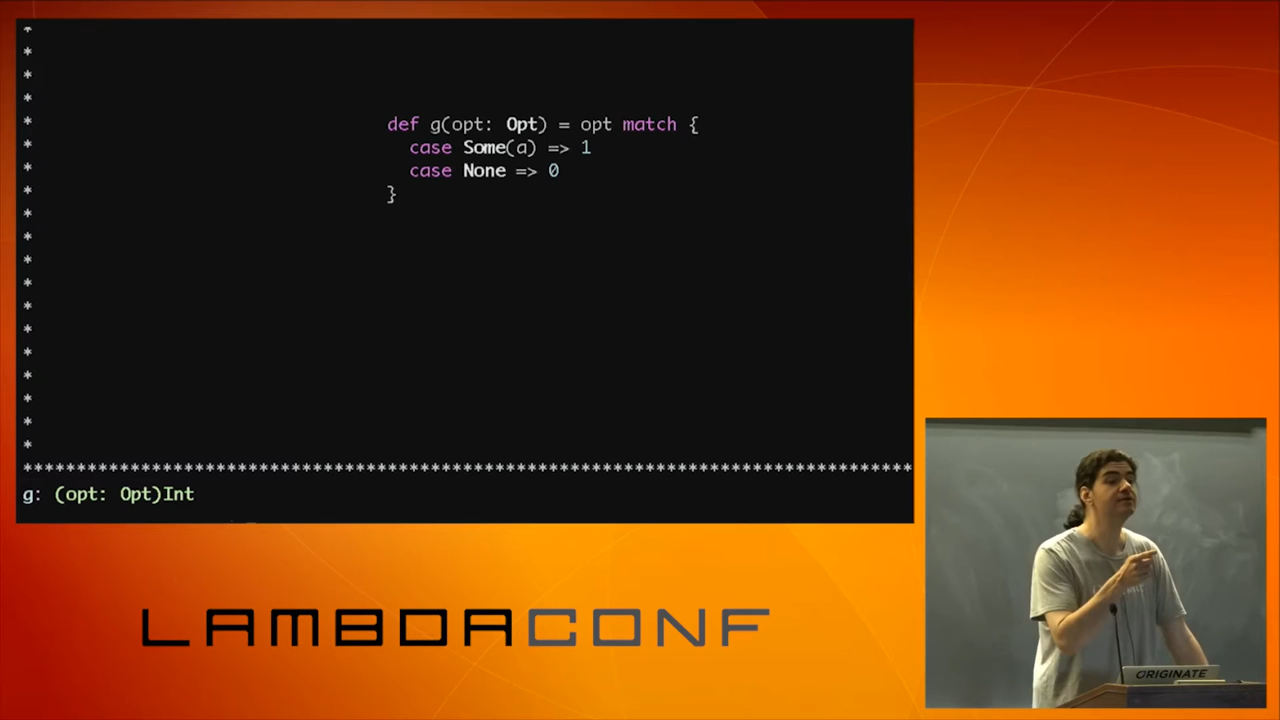 *
*
*
*
* def g(opt: Opt) = opt match {
* case Some(a) => 1
* case None => 0
* }
*
*
*
*
*
*
*
*
*
*
*
***********************************************************************************
g: (opt: Opt)Int
LAMBDACONF
ORIGINATE